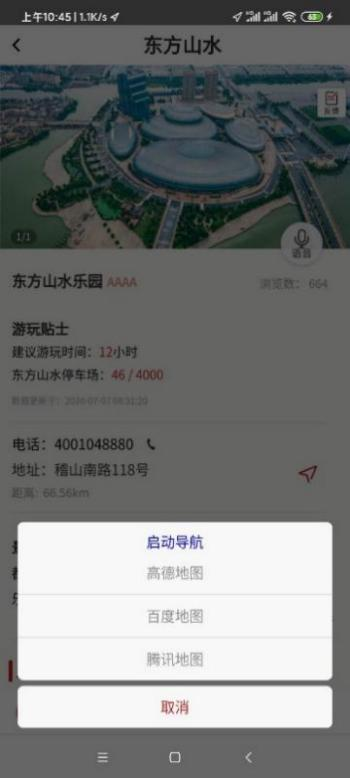 上午10:45 | 1.1K/s
63
东方山水
反馈
1/1
语音
东方山水乐园 AAAA
浏览数： 664
游玩贴士
建议游玩时间：12小时
东方山水停车场：46 / 4000
数据更新于：2020-07-07 08:31:20
电话：4001048880
地址：稽山南路118号
距离: 66.56km
启动导航
高德地图
百度地图
腾讯地图
取消